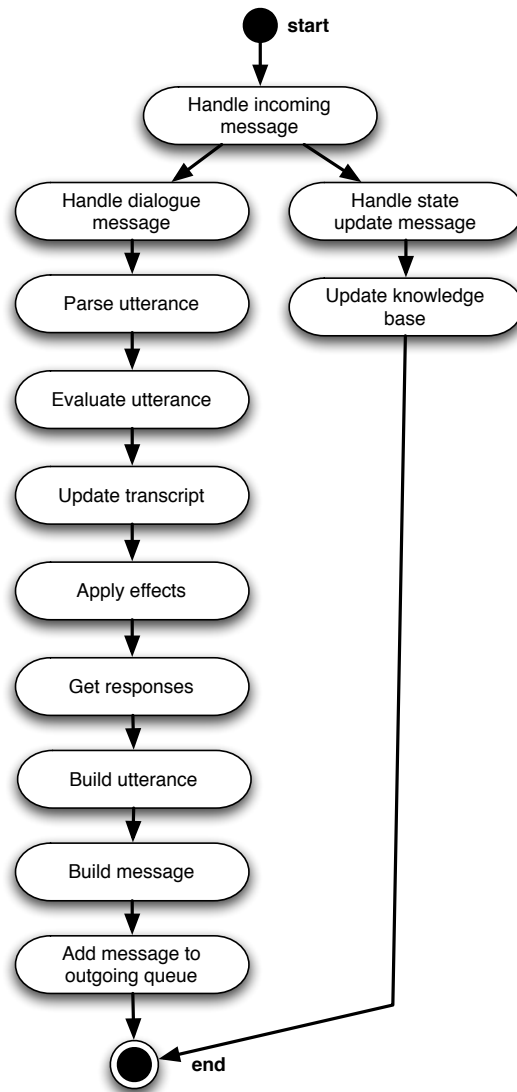 start
Handle incoming
message
Handle dialogue
message
Handle state
update message
Parse utterance
Update knowledge
base
Evaluate utterance
Update transcript
Apply effects
Get responses
Build utterance
Build message
Add message to
outgoing queue
end